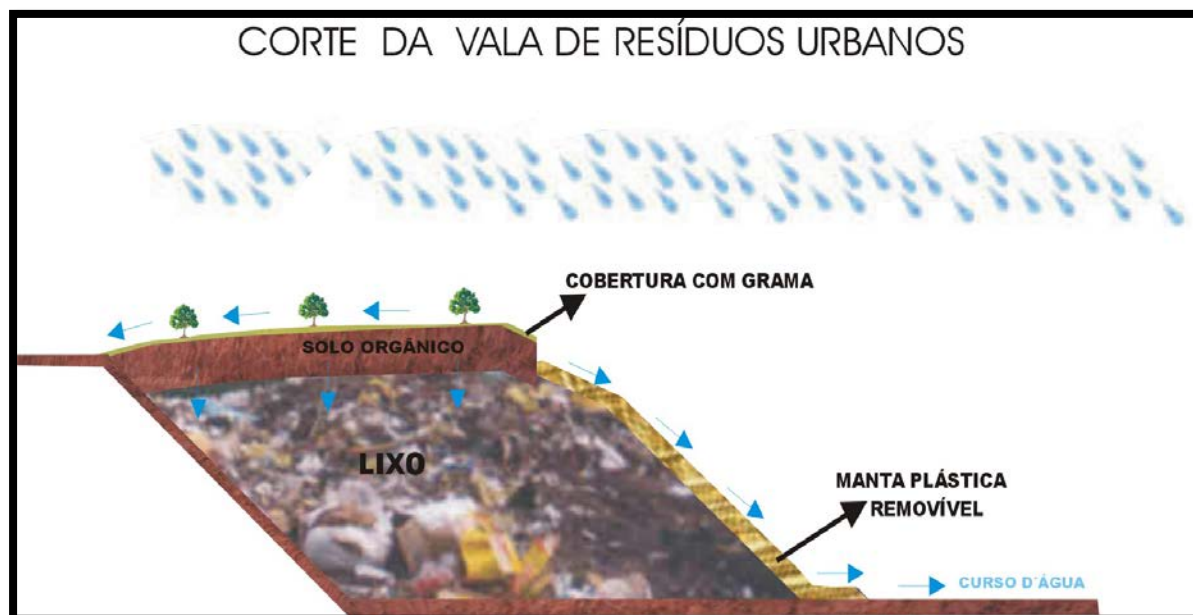 CORTE DA VALA DE RESÍDUOS URBANOS
COBERTURA COM GRAMA
SOLO ORGÂNICO
LIXO
MANTA PLÁSTICA
REMOVÍVEL
CURSO D'ÁGUA